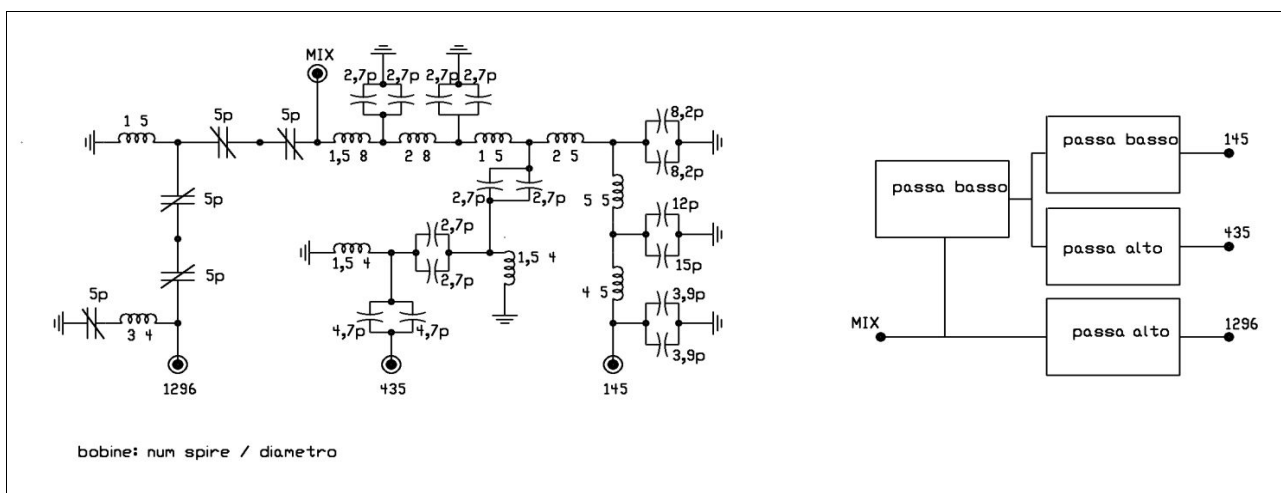 MIX
2,7p 2,7p 2,7p 2,7p
1 5
5p 5p
8,2p
1,5 8 2 8 1 5 2 5
8,2p
5p
2,7p 2,7p
5 5
12p
2,7p
1,5 4
1,5 4
15p
5p
2,7p
5p
3 4
4,7p 4,7p
4 5
3,9p
3,9p
1296
435
145
bobine: num spire / diametro
passa basso
passa basso
145
passa alto
435
MIX
passa alto
1296